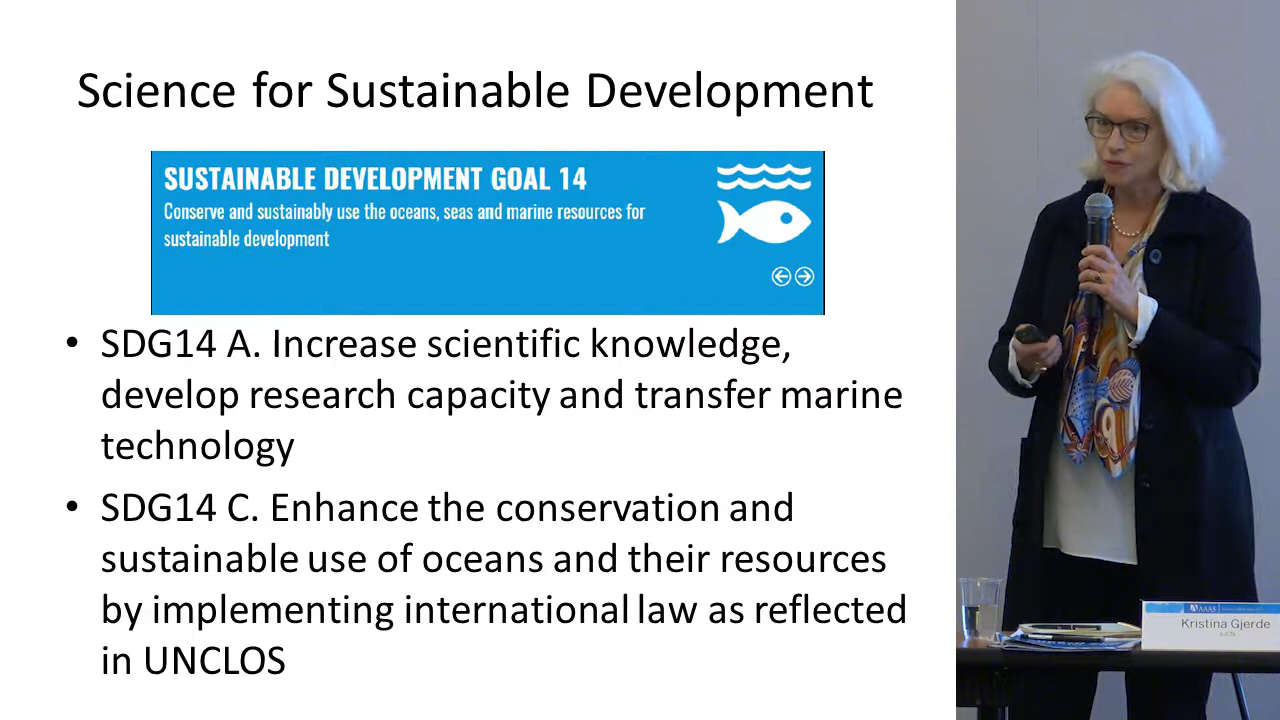 Science for Sustainable Development
SUSTAINABLE DEVELOPMENT GOAL 14
Conserve and sustainably use the oceans, seas and marine resources for
sustainable development
• SDG14 A. Increase scientific knowledge,
develop research capacity and transfer marine
technology
• SDG14 C. Enhance the conservation and
sustainable use of oceans and their resources
by implementing international law as reflected
in UNCLOS
AAAS
Kristina Gjerde
IUCN